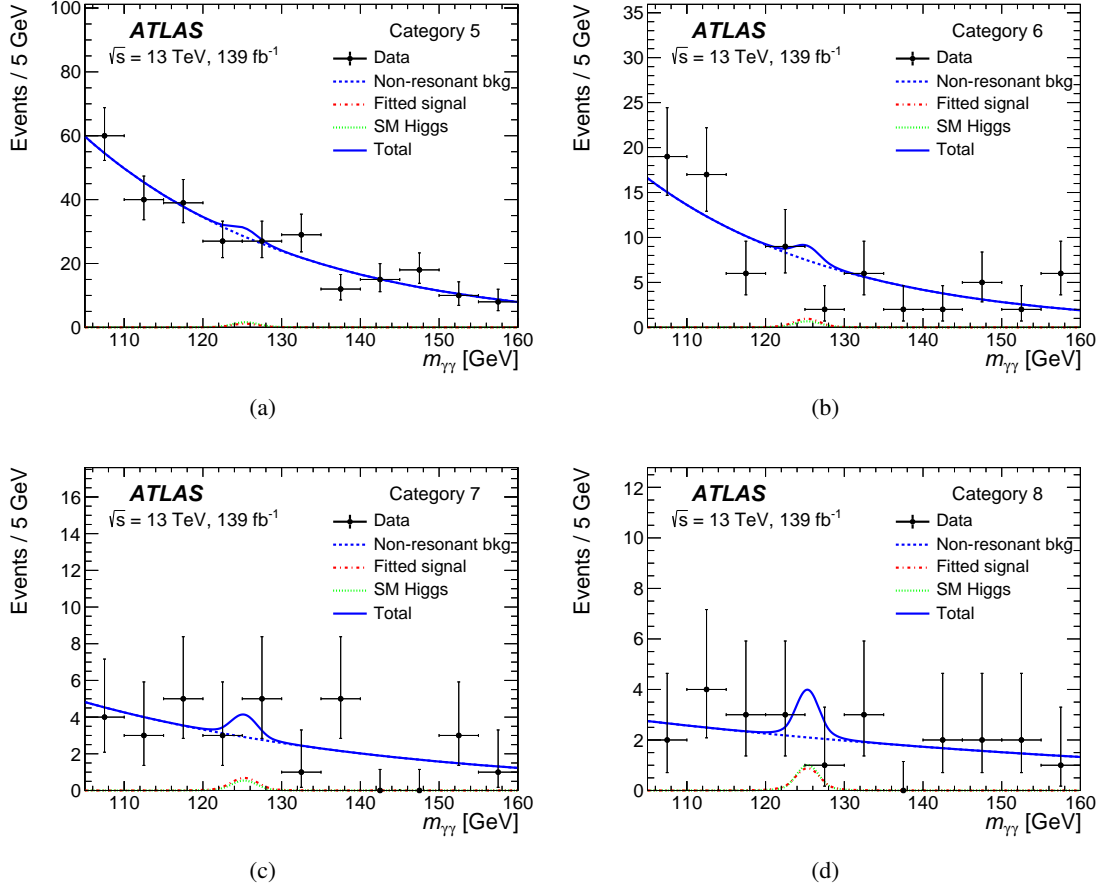 ATLAS Category 5
√s = 13 TeV, 139 fb⁻¹
Data
Non-resonant bkg
Fitted signal
SM Higgs
Total
Events / 5 GeV
100
80
60
40
20
0
110 120 130 140 150 160
mγγ [GeV]
(a)
ATLAS Category 6
√s = 13 TeV, 139 fb⁻¹
Data
Non-resonant bkg
Fitted signal
SM Higgs
Total
Events / 5 GeV
35
30
25
20
15
10
5
0
110 120 130 140 150 160
mγγ [GeV]
(b)
ATLAS Category 7
√s = 13 TeV, 139 fb⁻¹
Data
Non-resonant bkg
Fitted signal
SM Higgs
Total
Events / 5 GeV
16
14
12
10
8
6
4
2
0
110 120 130 140 150 160
mγγ [GeV]
(c)
ATLAS Category 8
√s = 13 TeV, 139 fb⁻¹
Data
Non-resonant bkg
Fitted signal
SM Higgs
Total
Events / 5 GeV
12
10
8
6
4
2
0
110 120 130 140 150 160
mγγ [GeV]
(d)